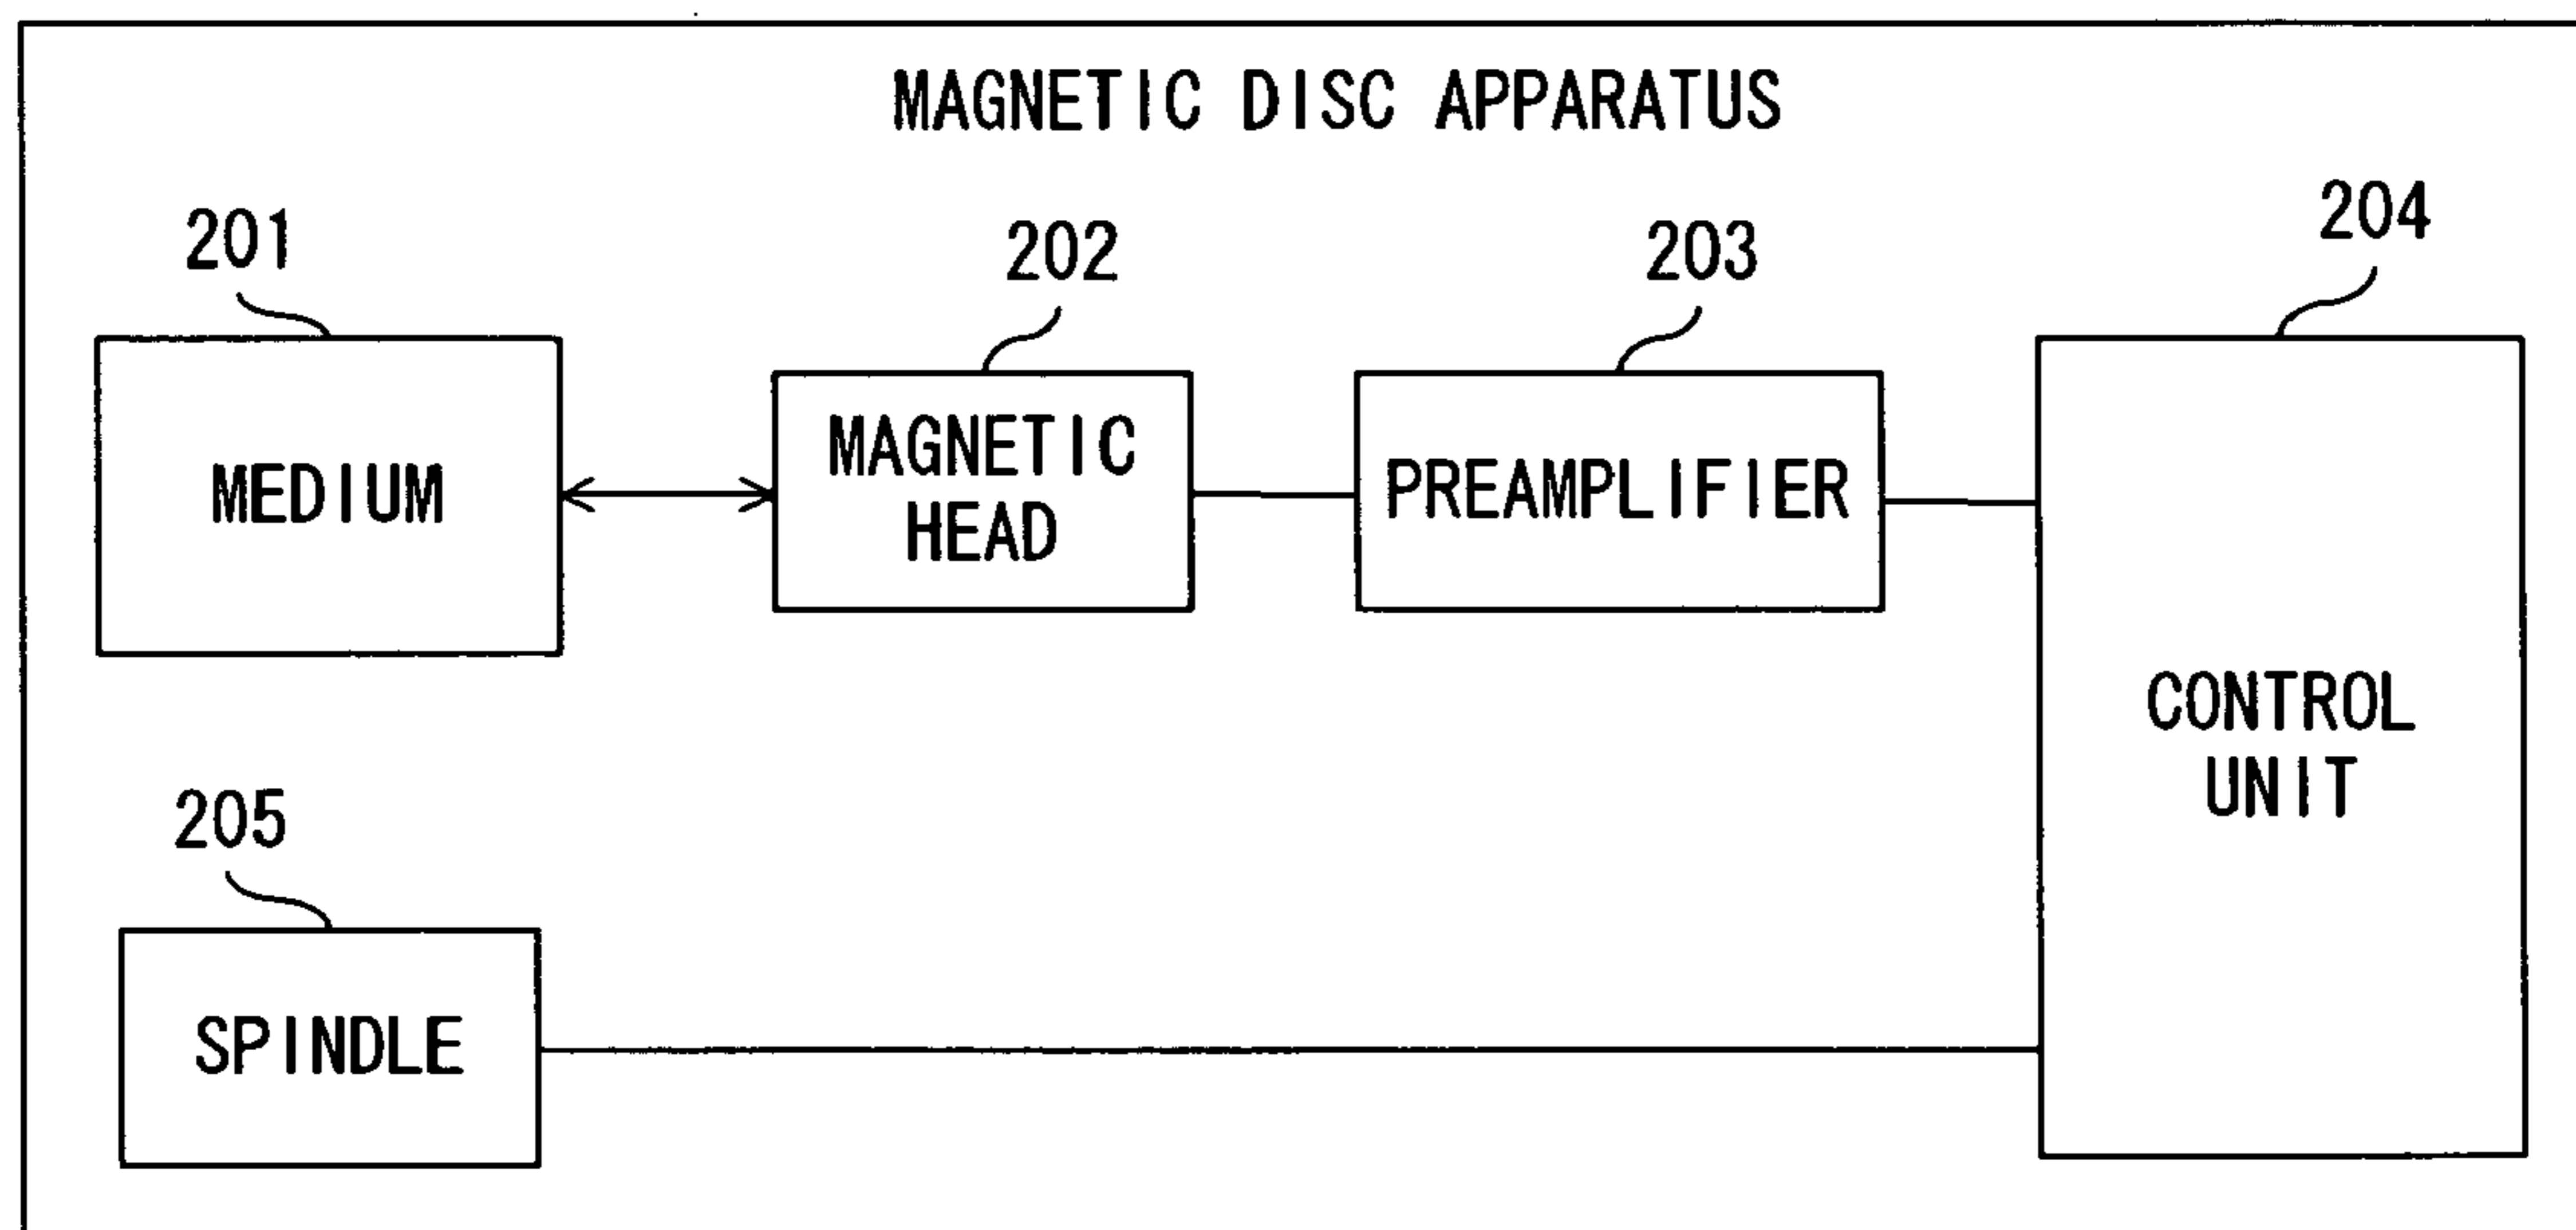 MAGNETIC DISC APPARATUS
201
202
203
204
MEDIUM
MAGNETIC
HEAD
PREAMPLIFIER
CONTROL
UNIT
205
SPINDLE